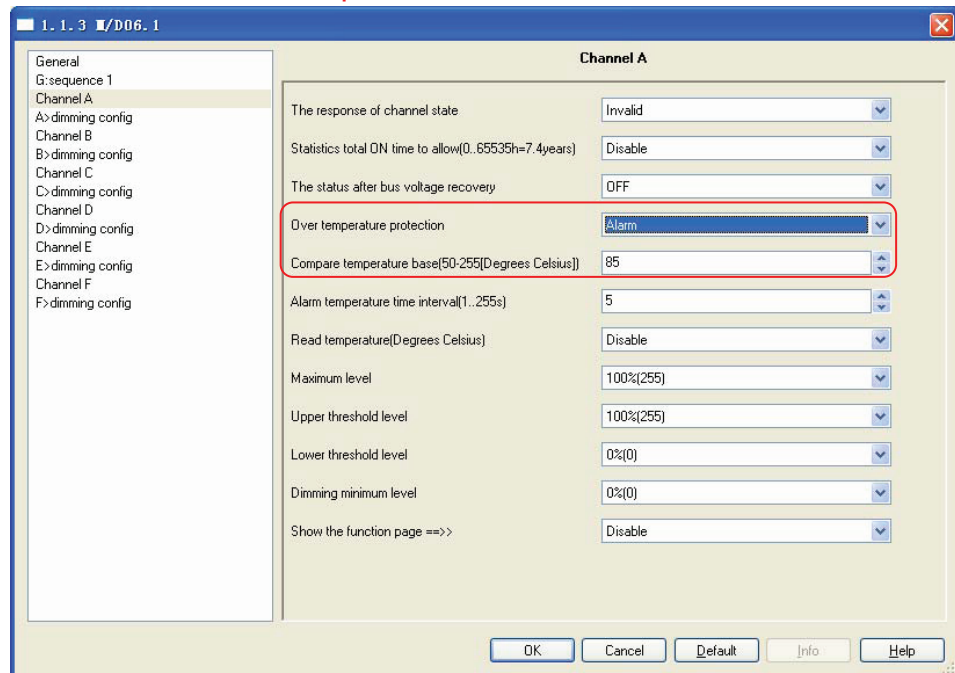 1.1.3 M/D06.1
Channel A
General
G:sequence 1
Channel A
A>dimming config
Channel B
B>dimming config
Channel C
C>dimming config
Channel D
D>dimming config
Channel E
E>dimming config
Channel F
F>dimming config
The response of channel state Invalid
Statistics total ON time to allow(0..65535h=7.4years) Disable
The status after bus voltage recovery OFF
Over temperature protection Alarm
Compare temperature base(50-255[Degrees Celsius]) 85
Alarm temperature time interval(1..255s) 5
Read temperature(Degrees Celsius) Disable
Maximum level 100%(255)
Upper threshold level 100%(255)
Lower threshold level 0%(0)
Dimming minimum level 0%(0)
Show the function page ==>> Disable
OK Cancel Default Info Help